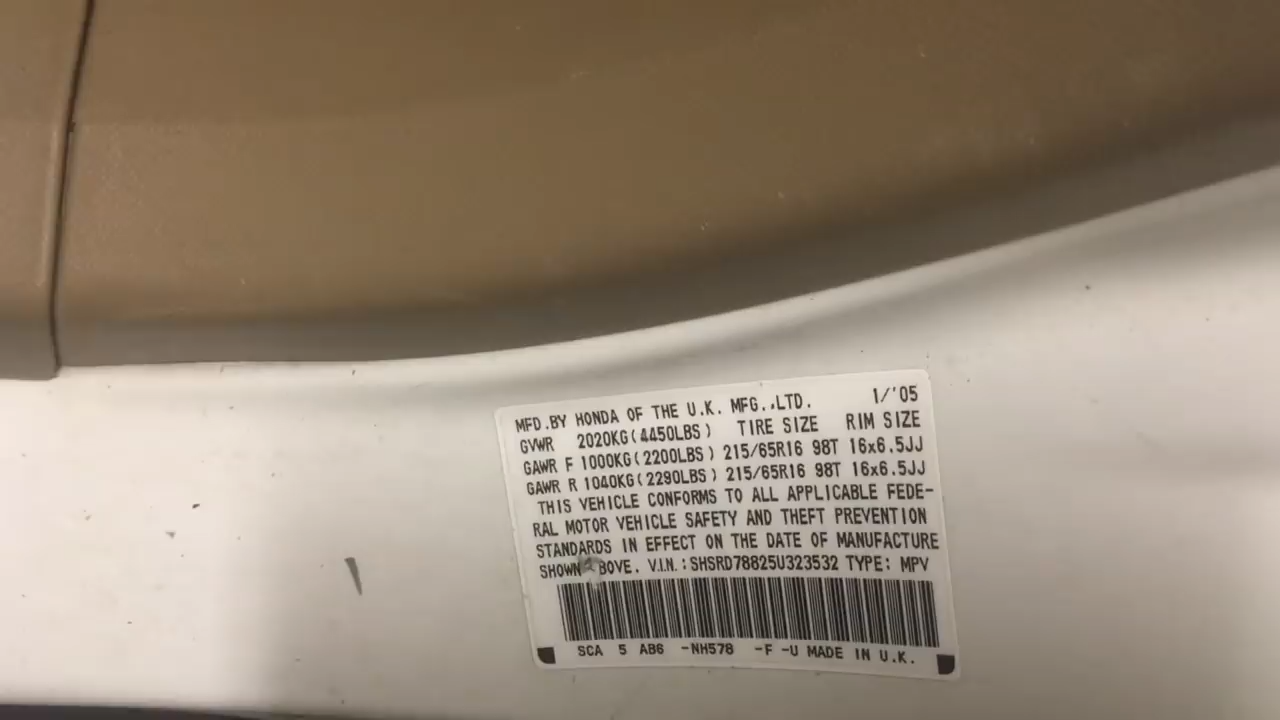 MFD.BY HONDA OF THE U.K. MFG.,LTD. 1/'05
GVWR 2020KG(4450LBS) TIRE SIZE RIM SIZE
GAWR F 1000KG(2200LBS) 215/65R16 98T 16x6.5JJ
GAWR R 1040KG(2290LBS) 215/65R16 98T 16x6.5JJ
THIS VEHICLE CONFORMS TO ALL APPLICABLE FEDE-
RAL MOTOR VEHICLE SAFETY AND THEFT PREVENTION
STANDARDS IN EFFECT ON THE DATE OF MANUFACTURE
SHOWN ABOVE. V.I.N.:SHSRD78825U323532 TYPE: MPV
SCA 5 AB6 -NH578 -F -U MADE IN U.K.